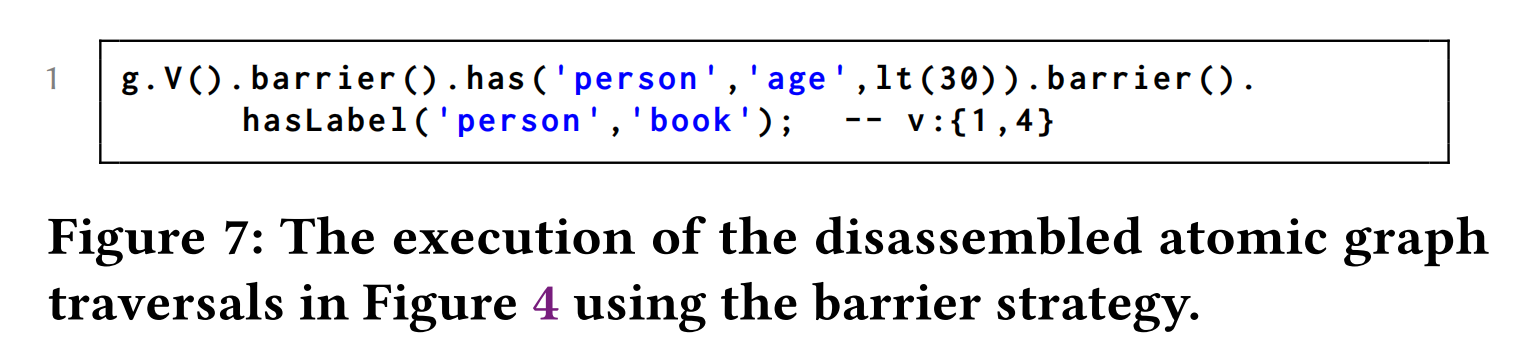 1 g.V().barrier().has('person','age',lt(30)).barrier().
hasLabel('person','book'); -- v:{1,4}
Figure 7: The execution of the disassembled atomic graph
traversals in Figure 4 using the barrier strategy.